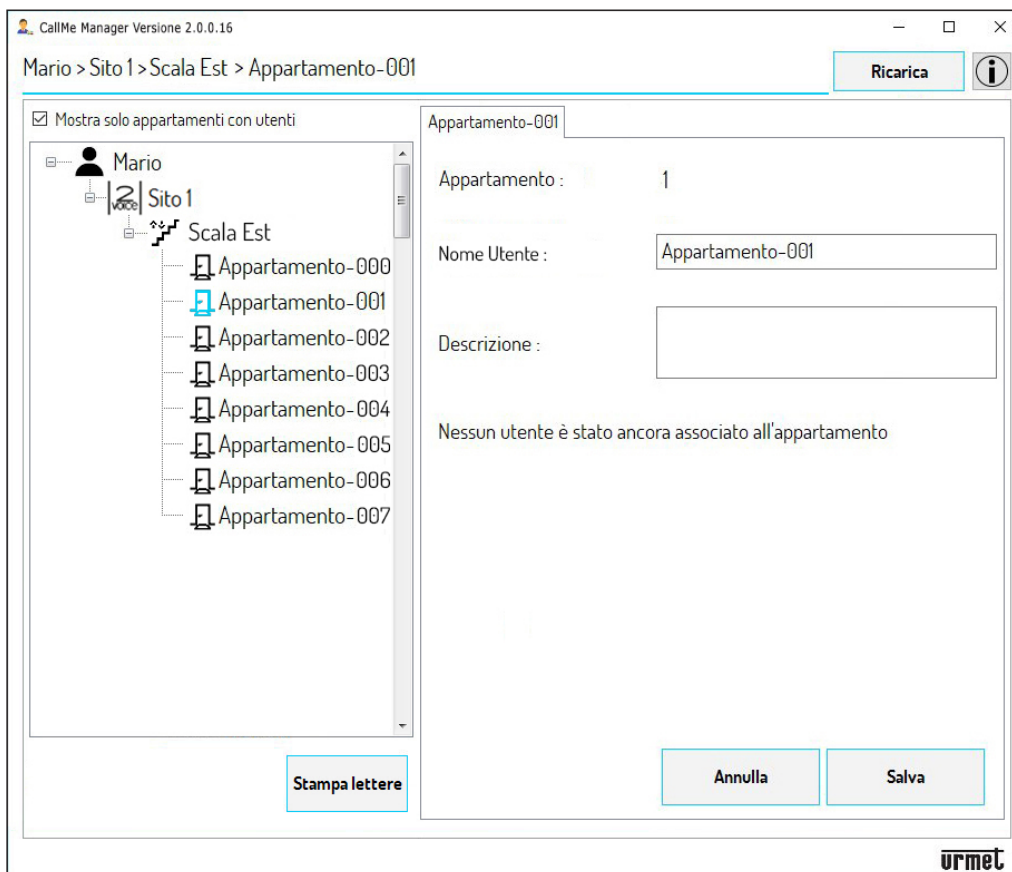 CallMe Manager Versione 2.0.0.16
Mario > Sito 1 > Scala Est > Appartamento-001
Ricarica
Mostra solo appartamenti con utenti
Mario
2 voice
Sito 1
Scala Est
Appartamento-000
Appartamento-001
Appartamento-002
Appartamento-003
Appartamento-004
Appartamento-005
Appartamento-006
Appartamento-007
Stampa lettere
Appartamento-001
Appartamento : 1
Nome Utente : Appartamento-001
Descrizione :
Nessun utente è stato ancora associato all'appartamento
Annulla
Salva
urmet